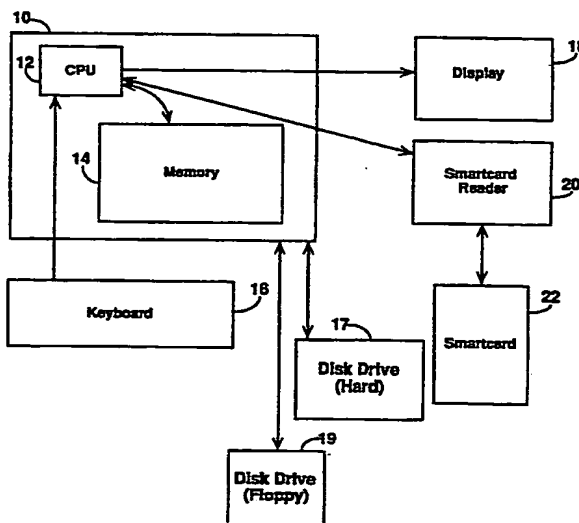 10
12
CPU
Display
14
Memory
Smartcard
Reader
20
Keyboard
16
17
Disk Drive
(Hard)
22
Smartcard
19
Disk Drive
(Floppy)